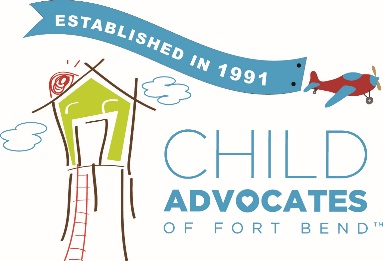 ESTABLISHED IN 1991
CHILD
ADVOCATES
OF FORT BEND™